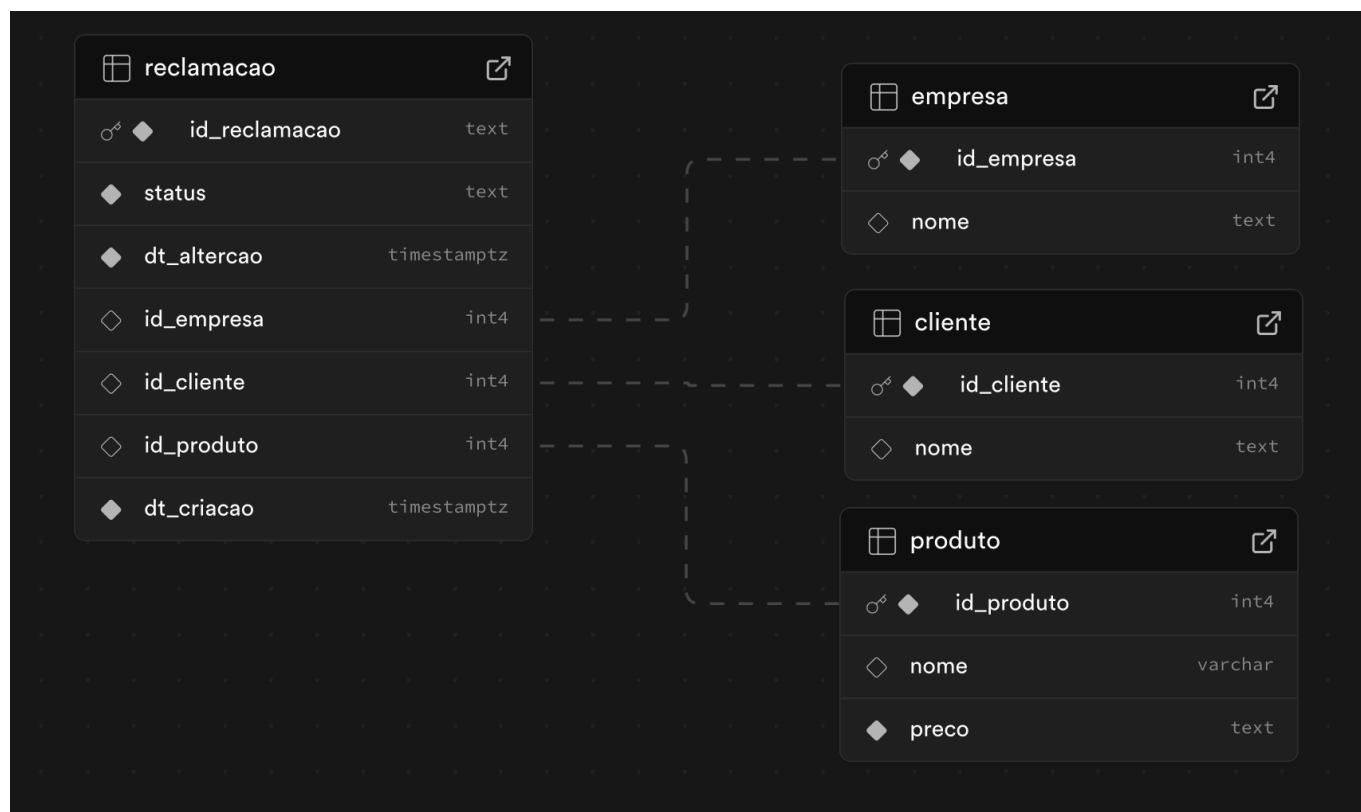 reclamacao
id_reclamacao text
status text
dt_altercao timestamptz
id_empresa int4
id_cliente int4
id_produto int4
dt_criacao timestamptz
empresa
id_empresa int4
nome text
cliente
id_cliente int4
nome text
produto
id_produto int4
nome varchar
preco text